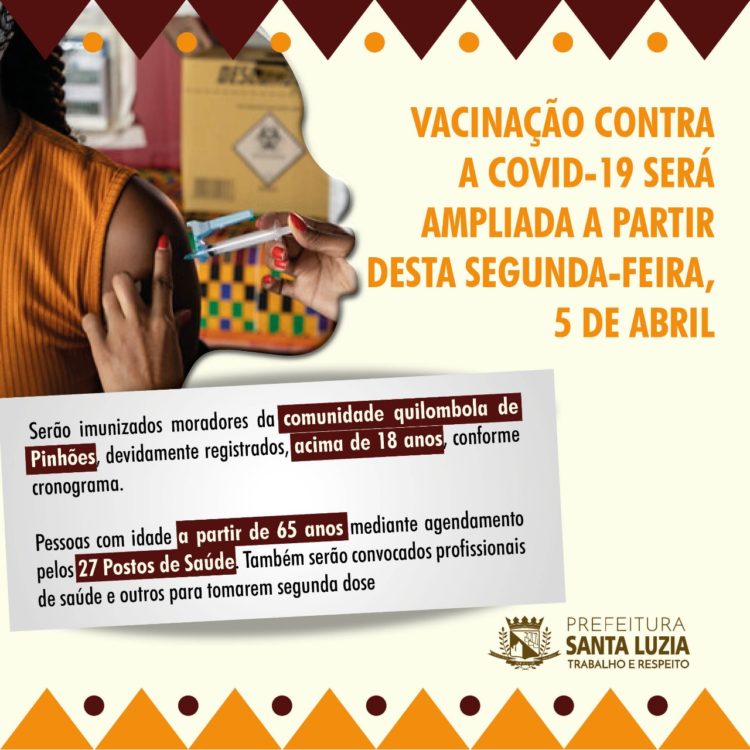 VACINAÇÃO CONTRA
A COVID-19 SERÁ
AMPLIADA A PARTIR
DESTA SEGUNDA-FEIRA,
5 DE ABRIL
Serão imunizados moradores da comunidade quilombola de
Pinhões, devidamente registrados, acima de 18 anos, conforme
cronograma.
Pessoas com idade a partir de 65 anos mediante agendamento
pelos 27 Postos de Saúde. Também serão convocados profissionais
de saúde e outros para tomarem segunda dose
PREFEITURA
SANTA LUZIA
TRABALHO E RESPEITO